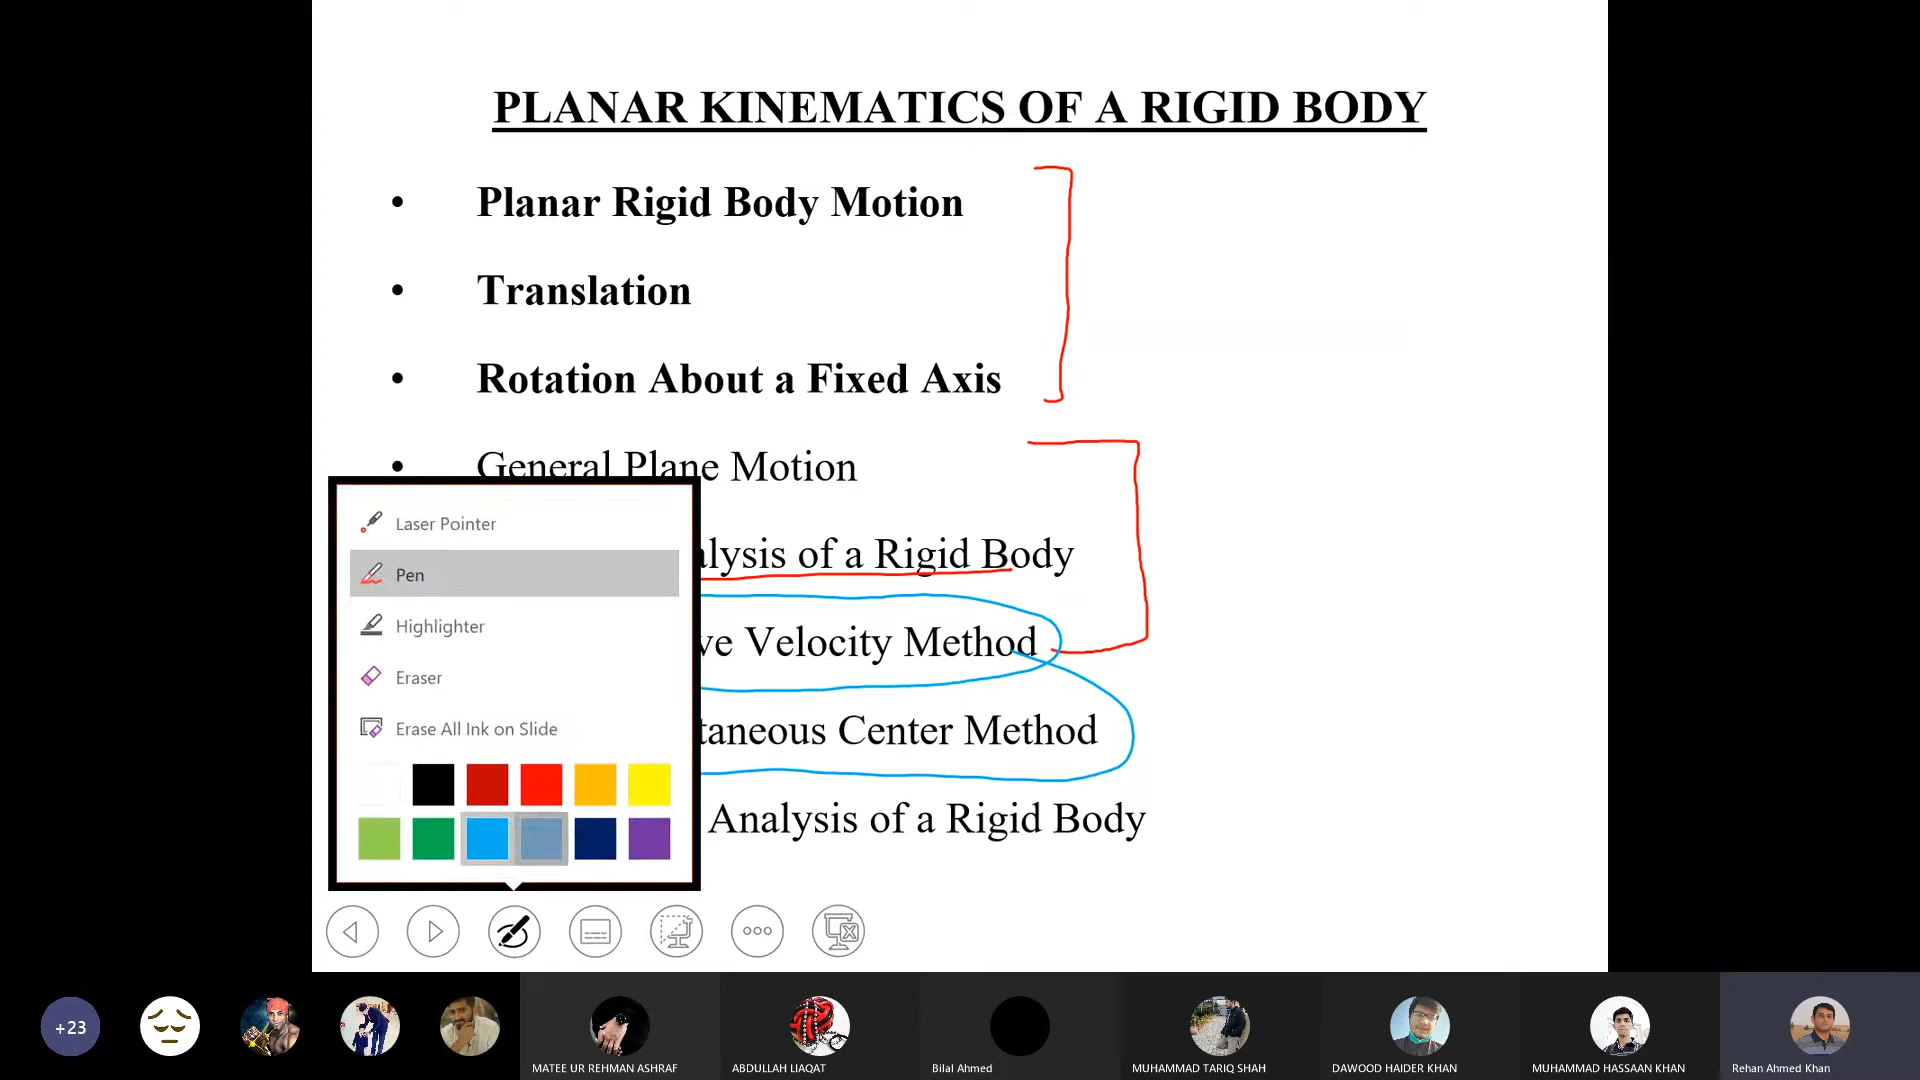 PLANAR KINEMATICS OF A RIGID BODY
• Planar Rigid Body Motion
• Translation
• Rotation About a Fixed Axis
• General Plane Motion
of a Rigid Body
Velocity Method
Center Method
Analysis of a Rigid Body
Laser Pointer
Pen
Highlighter
Eraser
Erase All Ink on Slide
+23
MATEE UR REHMAN ASHRAF
ABDULLAH LIAQAT
Bilal Ahmed
MUHAMMAD TARIQ SHAH
DAWOOD HAIDER KHAN
MUHAMMAD HASSAAN KHAN
Rehan Ahmed Khan